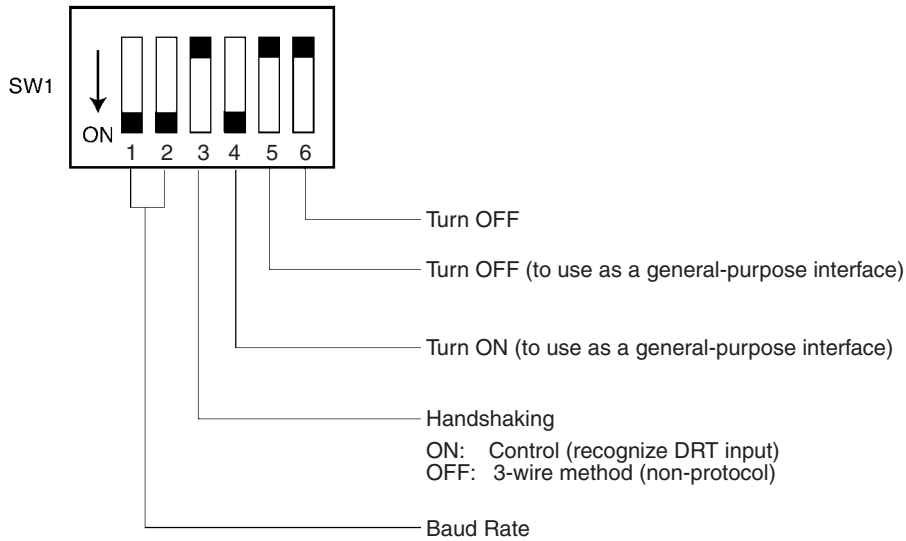 SW1
ON
1 2 3 4 5 6
Turn OFF
Turn OFF (to use as a general-purpose interface)
Turn ON (to use as a general-purpose interface)
Handshaking
ON: Control (recognize DRT input)
OFF: 3-wire method (non-protocol)
Baud Rate